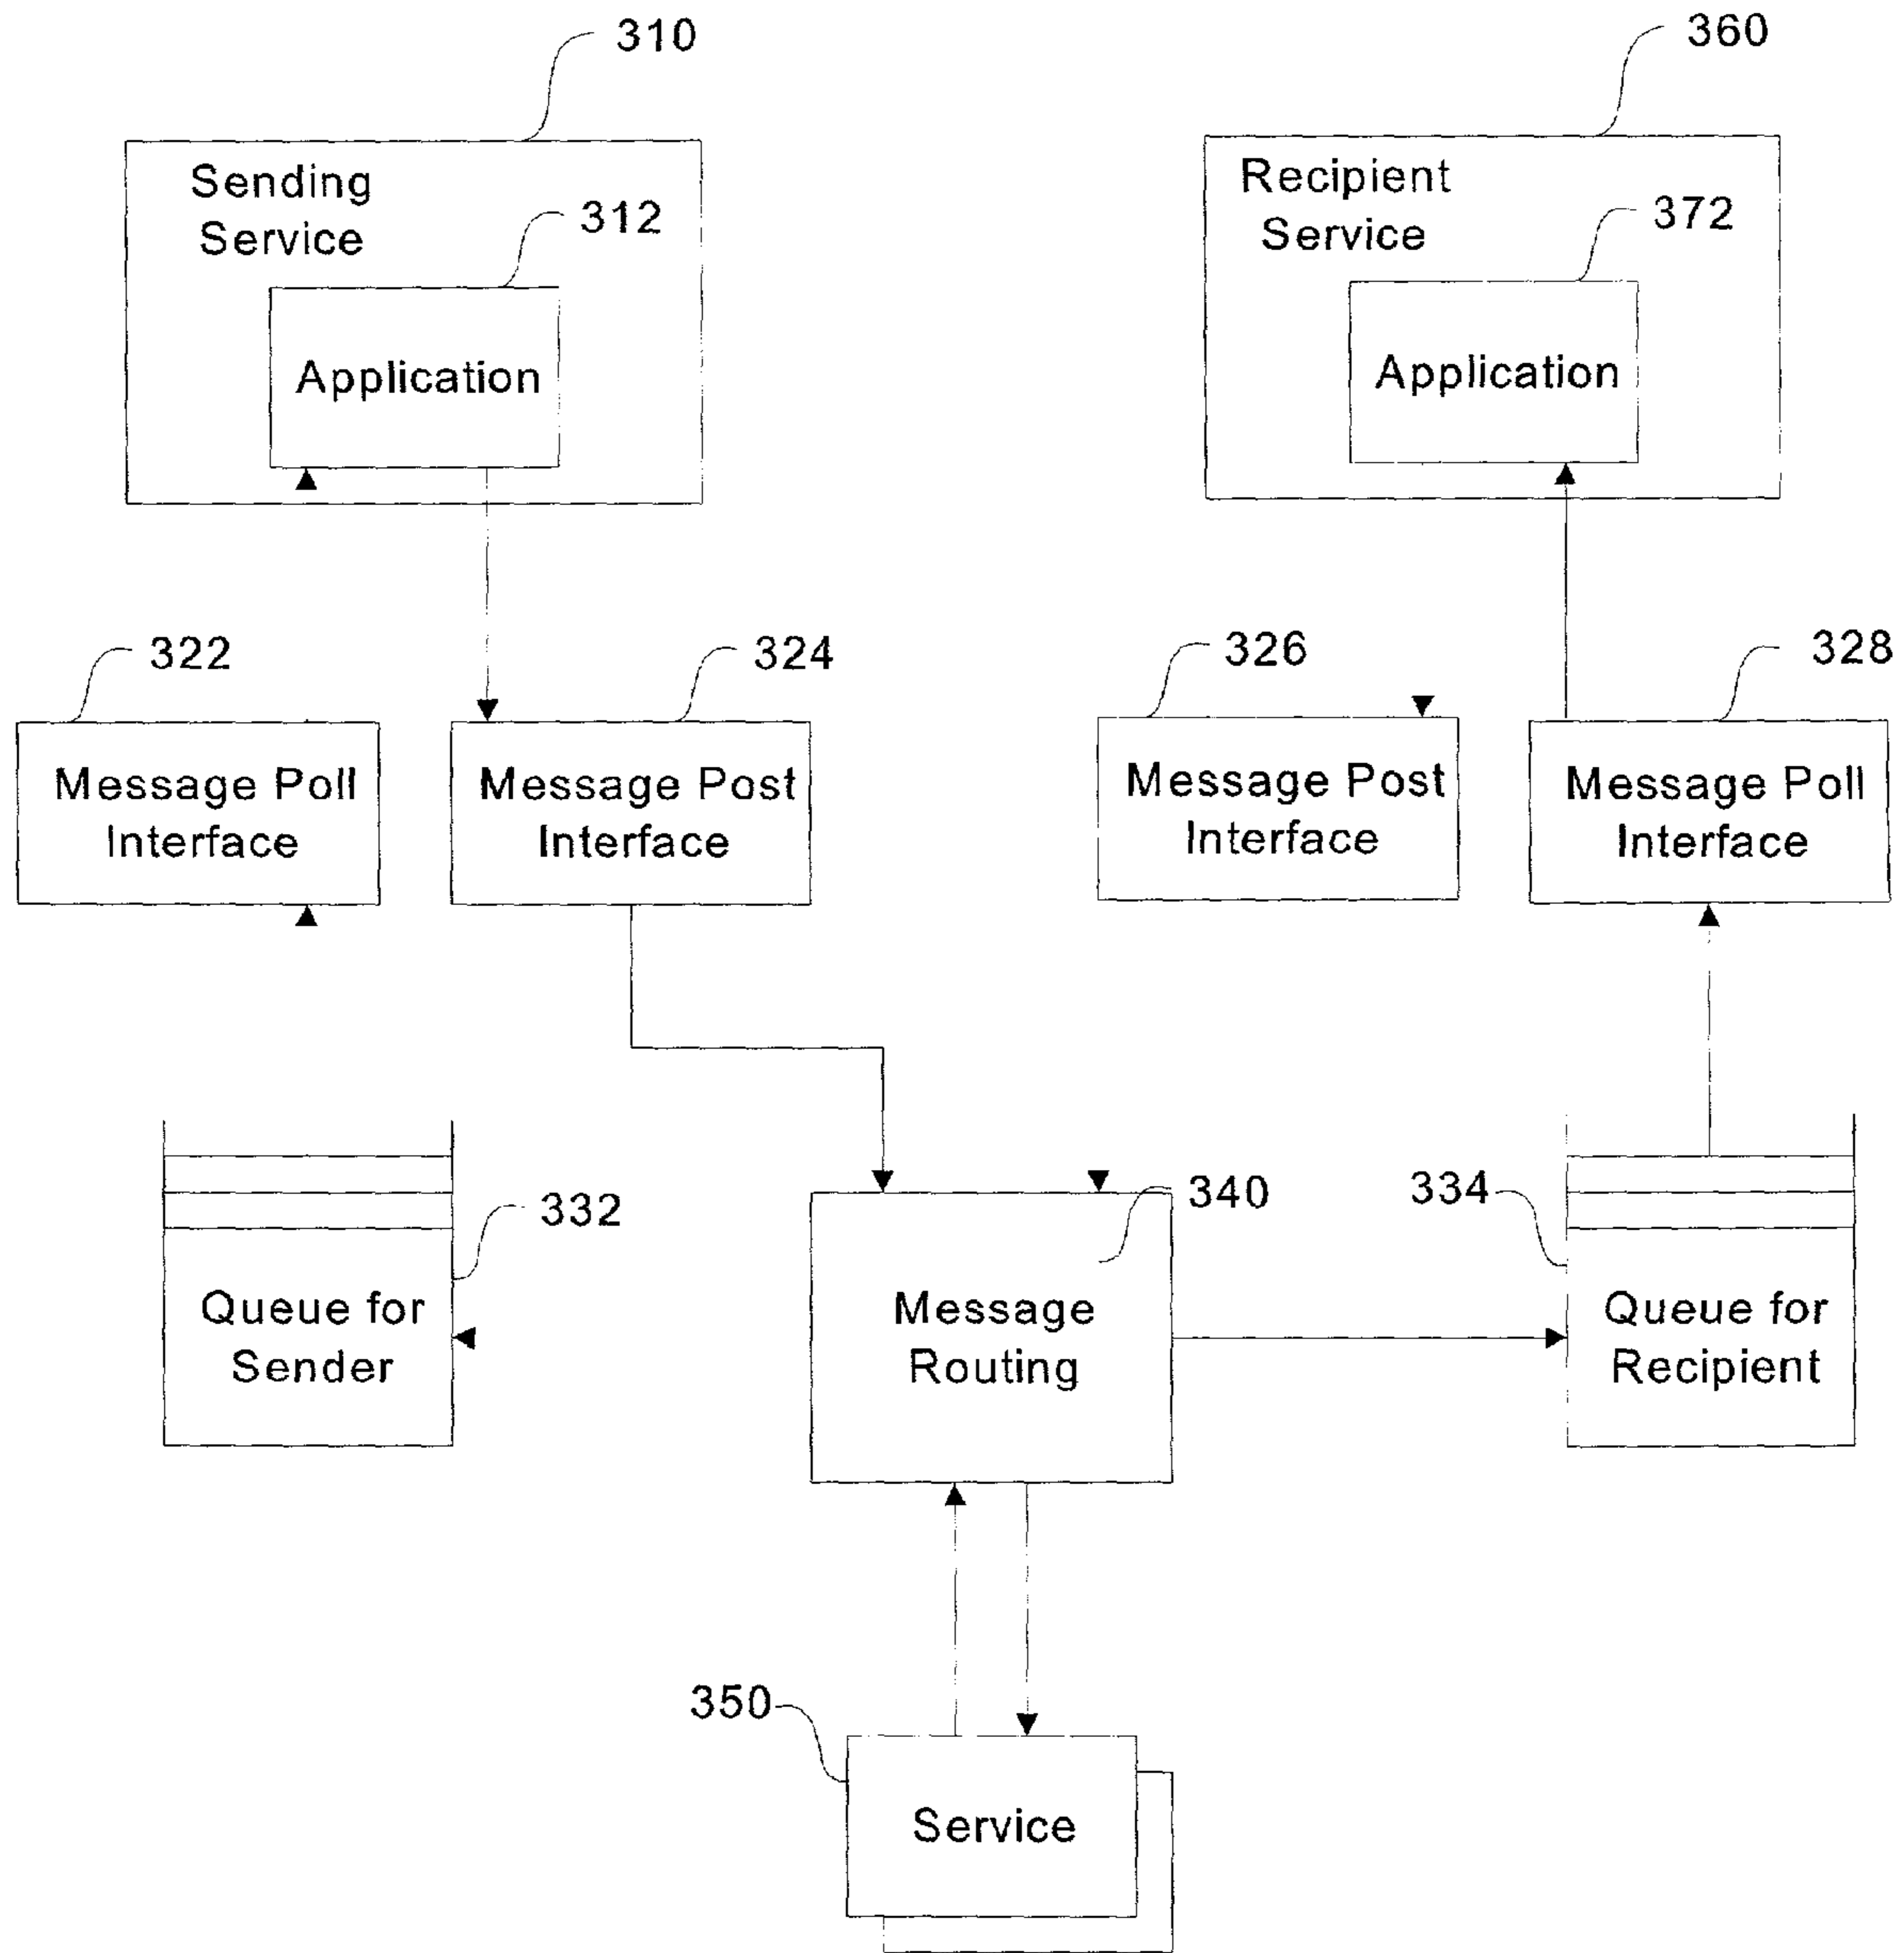 310
360
Sending
Service
312
Recipient
Service
372
Application
Application
322
324
326
328
Message Poll
Interface
Message Post
Interface
Message Post
Interface
Message Poll
Interface
332
340
334
Queue for
Sender
Message
Routing
Queue for
Recipient
350
Service